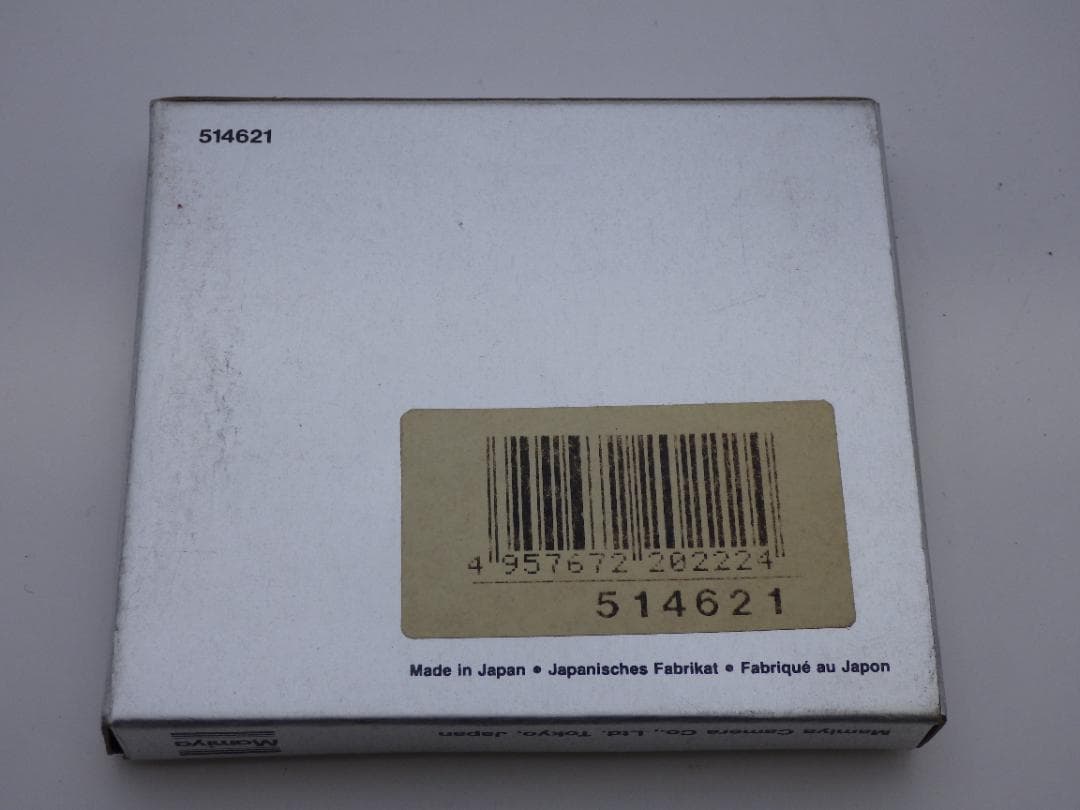 514621
4 957672 202224
514621
Made in Japan • Japanisches Fabrikat • Fabriqué au Japon
Mamiya Camera Co., Ltd. Tokyo, Japan
Mamiya